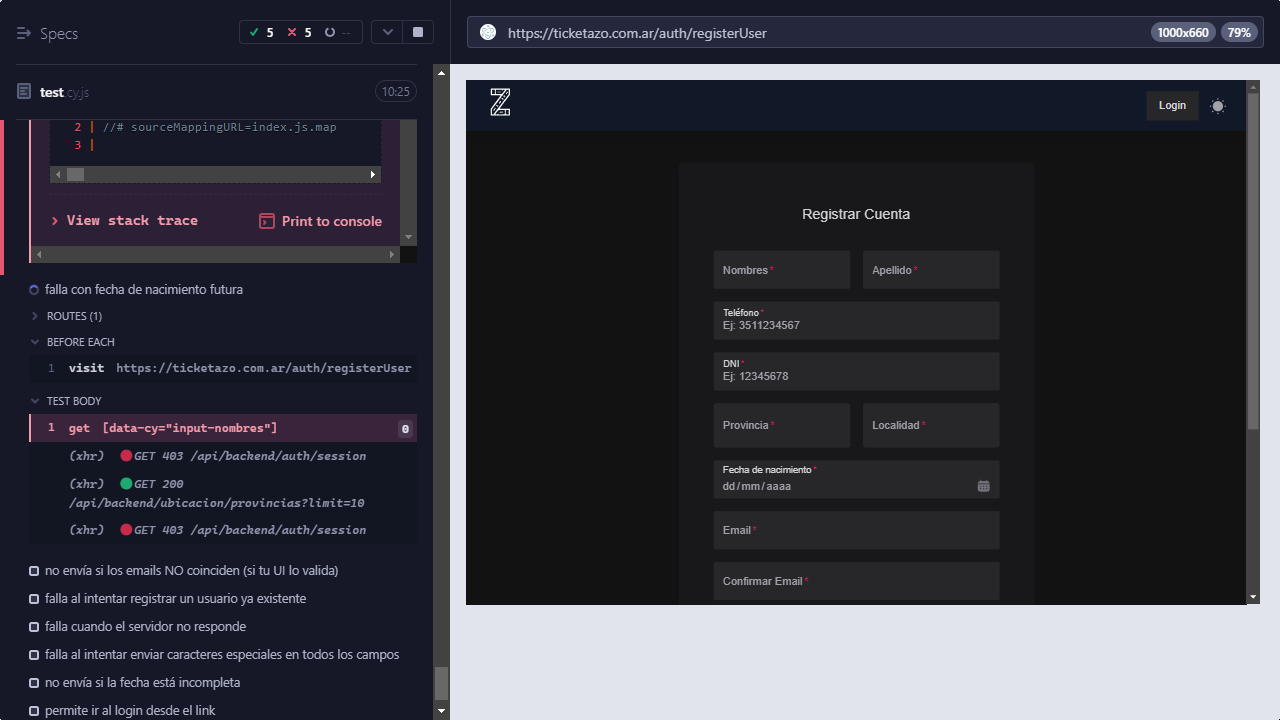 Specs
5
5
--
https://ticketazo.com.ar/auth/registerUser
1000x660
79%
test.cy.js
10:25
2 | //# sourceMappingURL=index.js.map
3 |
View stack trace
Print to console
falla con fecha de nacimiento futura
ROUTES (1)
BEFORE EACH
1 visit https://ticketazo.com.ar/auth/registerUser
TEST BODY
1 get [data-cy="input-nombres"] 0
(xhr) GET 403 /api/backend/auth/session
(xhr) GET 200
/api/backend/ubicacion/provincias?limit=10
(xhr) GET 403 /api/backend/auth/session
no envía si los emails NO coinciden (si tu UI lo valida)
falla al intentar registrar un usuario ya existente
falla cuando el servidor no responde
falla al intentar enviar caracteres especiales en todos los campos
no envía si la fecha está incompleta
permite ir al login desde el link
Z
Login
Registrar Cuenta
Nombres *
Apellido *
Teléfono *
Ej: 3511234567
DNI *
Ej: 12345678
Provincia *
Localidad *
Fecha de nacimiento *
dd/mm/aaaa
Email *
Confirmar Email *